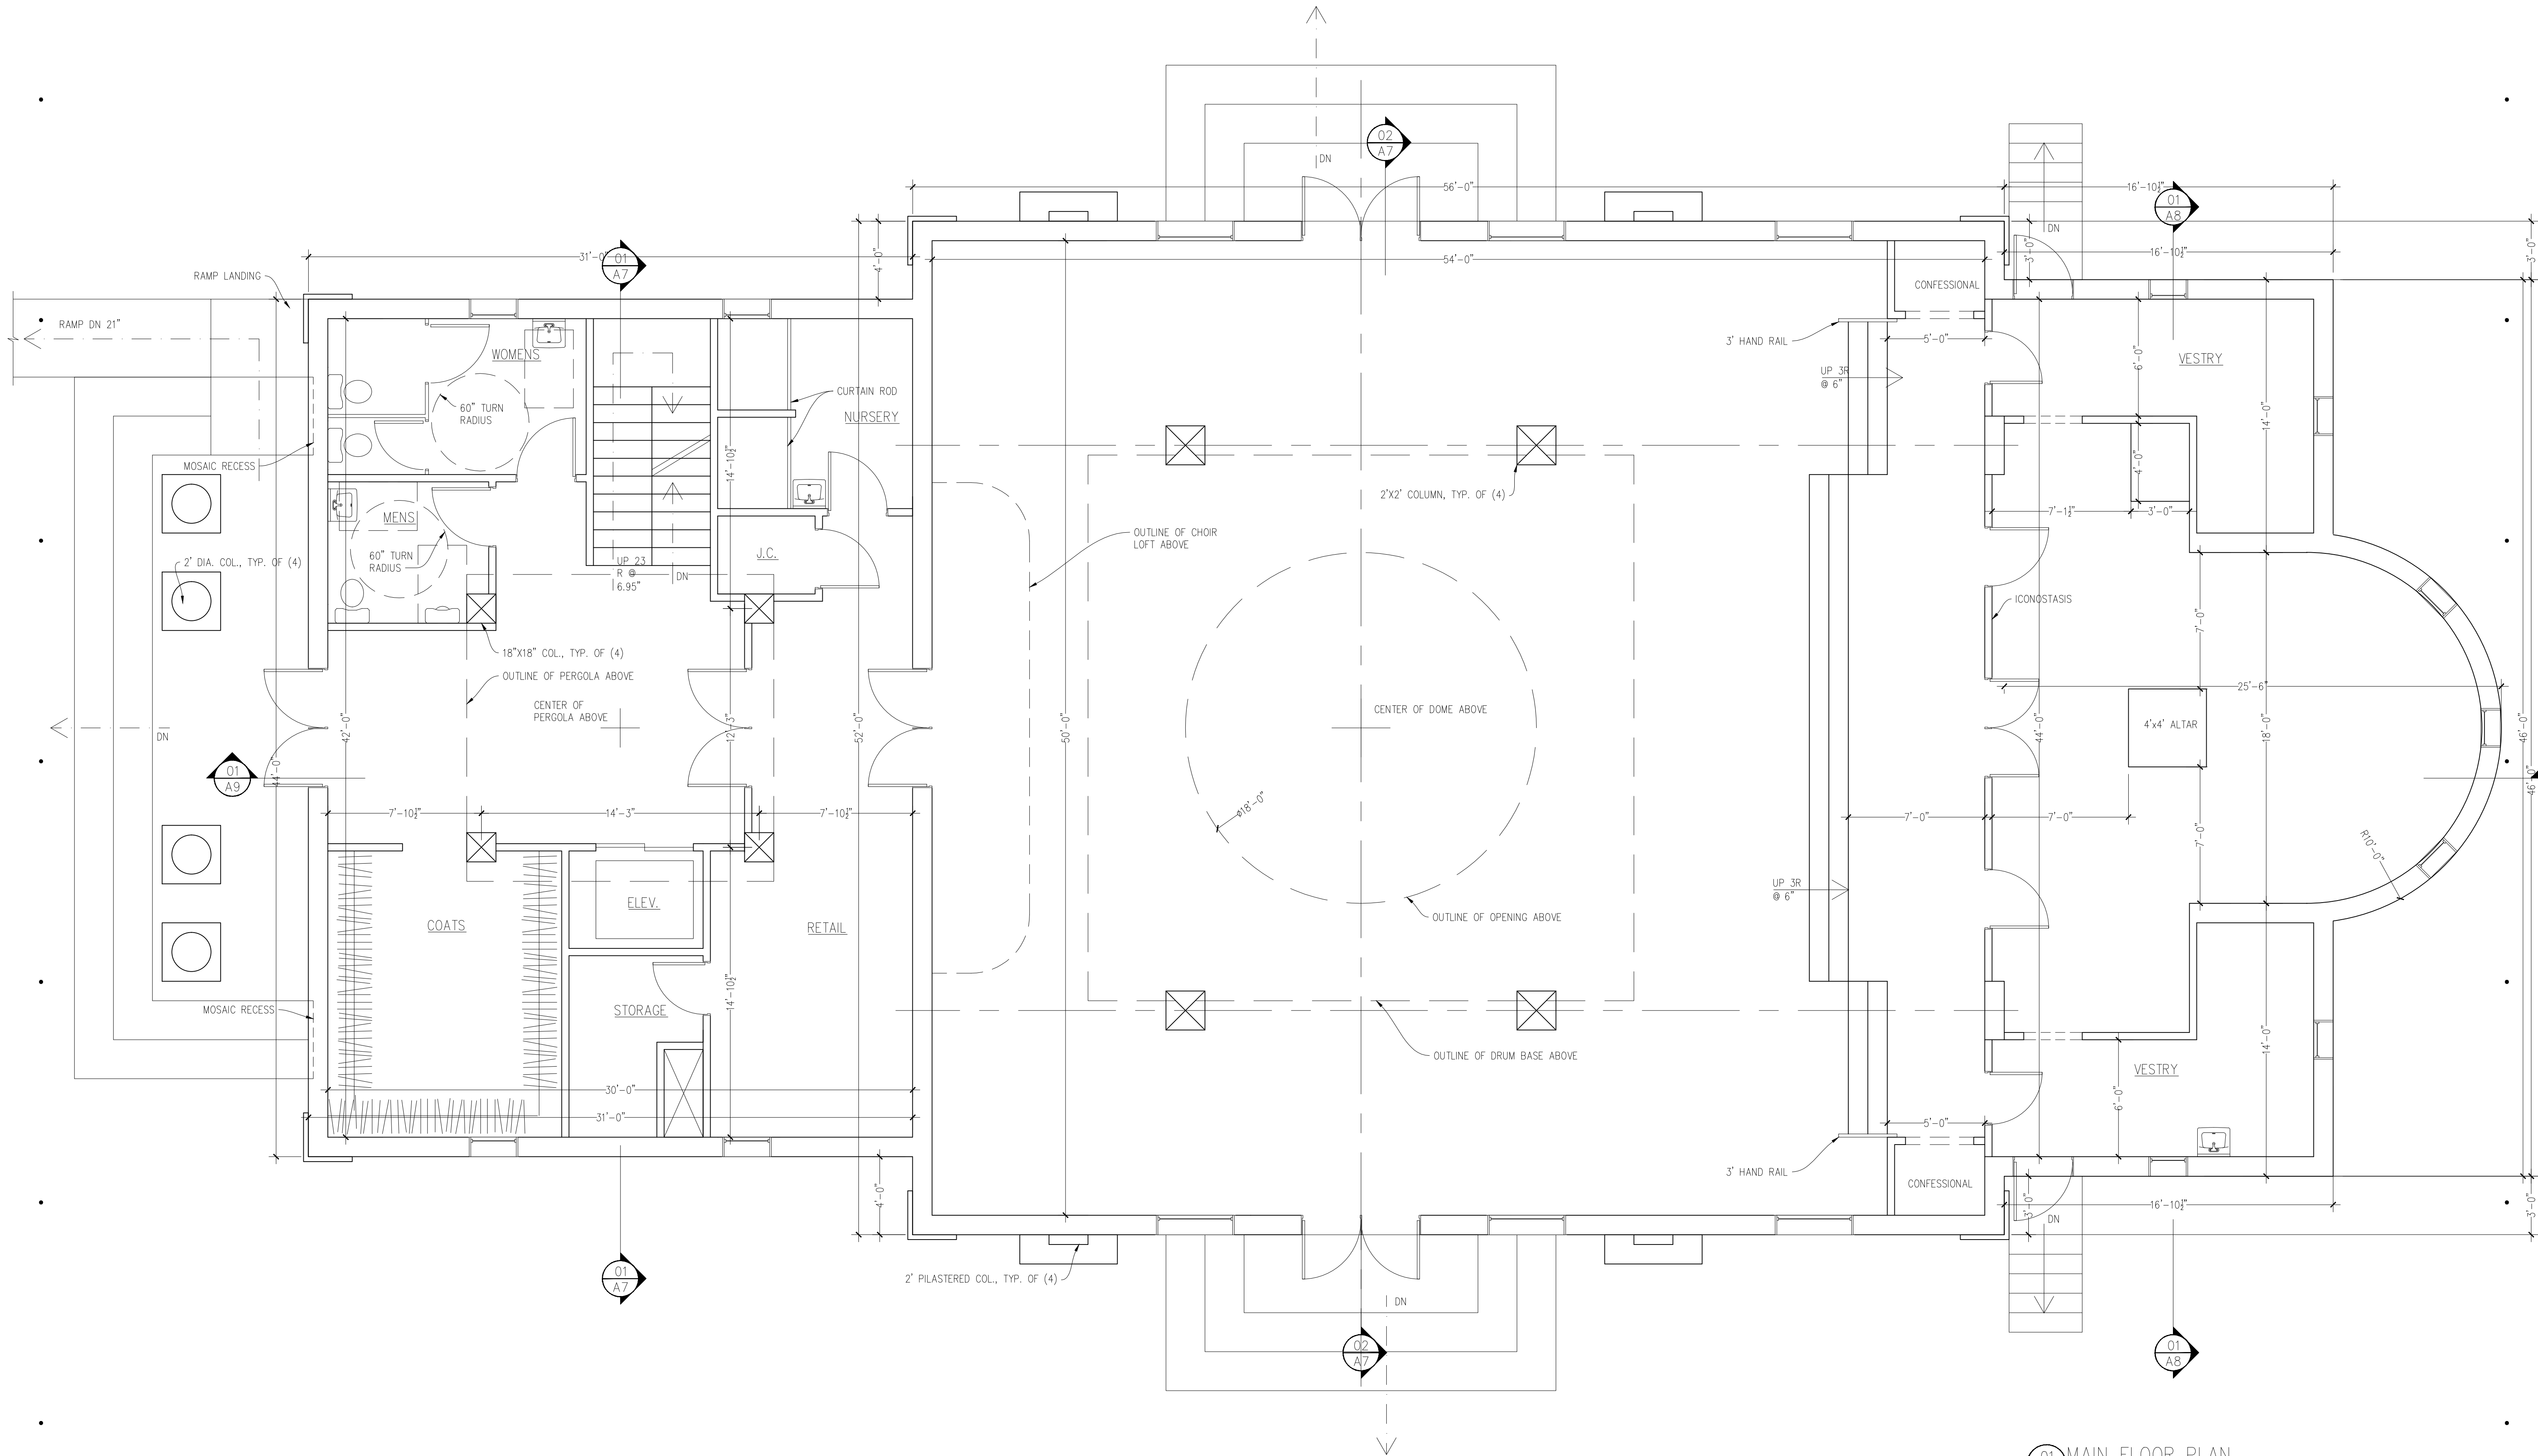 DN
02
A7
56'-0"
16'-10½"
01
A8
DN
31'-0"
01
A7
4'-0"
54'-0"
3'-0"
16'-10½"
3'-0"
RAMP LANDING
CONFESSIONAL
RAMP DN 21"
3' HAND RAIL
5'-0"
WOMENS
VESTRY
6'-0"
UP 3R
@ 6"
CURTAIN ROD
60" TURN
RADIUS
NURSERY
14'-0"
MOSAIC RECESS
14'-10½"
4'-0"
2'X2' COLUMN, TYP. OF (4)
7'-1½"
3'-0"
MENS
OUTLINE OF CHOIR
LOFT ABOVE
J.C.
60" TURN
RADIUS
2' DIA. COL., TYP. OF (4)
UP 23
R @
6.95"
DN
ICONOSTASIS
7'-0"
18"X18" COL., TYP. OF (4)
OUTLINE OF PERGOLA ABOVE
25'-6"
CENTER OF
PERGOLA ABOVE
CENTER OF DOME ABOVE
4'x4' ALTAR
DN
42'-0"
12'-3"
52'-0"
50'-0"
44'-0"
18'-0"
46'-0"
01
A9
44'-0"
46'-0"
ø18'-0"
7'-10½"
14'-3"
7'-10½"
7'-0"
7'-0"
R10'-0"
7'-0"
UP 3R
@ 6"
ELEV.
OUTLINE OF OPENING ABOVE
COATS
RETAIL
14'-10½"
MOSAIC RECESS
STORAGE
14'-0"
OUTLINE OF DRUM BASE ABOVE
VESTRY
30'-0"
6'-0"
31'-0"
5'-0"
3' HAND RAIL
CONFESSIONAL
4'-0"
3'-0"
16'-10½"
3'-0"
DN
01
A7
2' PILASTERED COL., TYP. OF (4)
DN
02
A7
01
A8
01
MAIN FLOOR PLAN